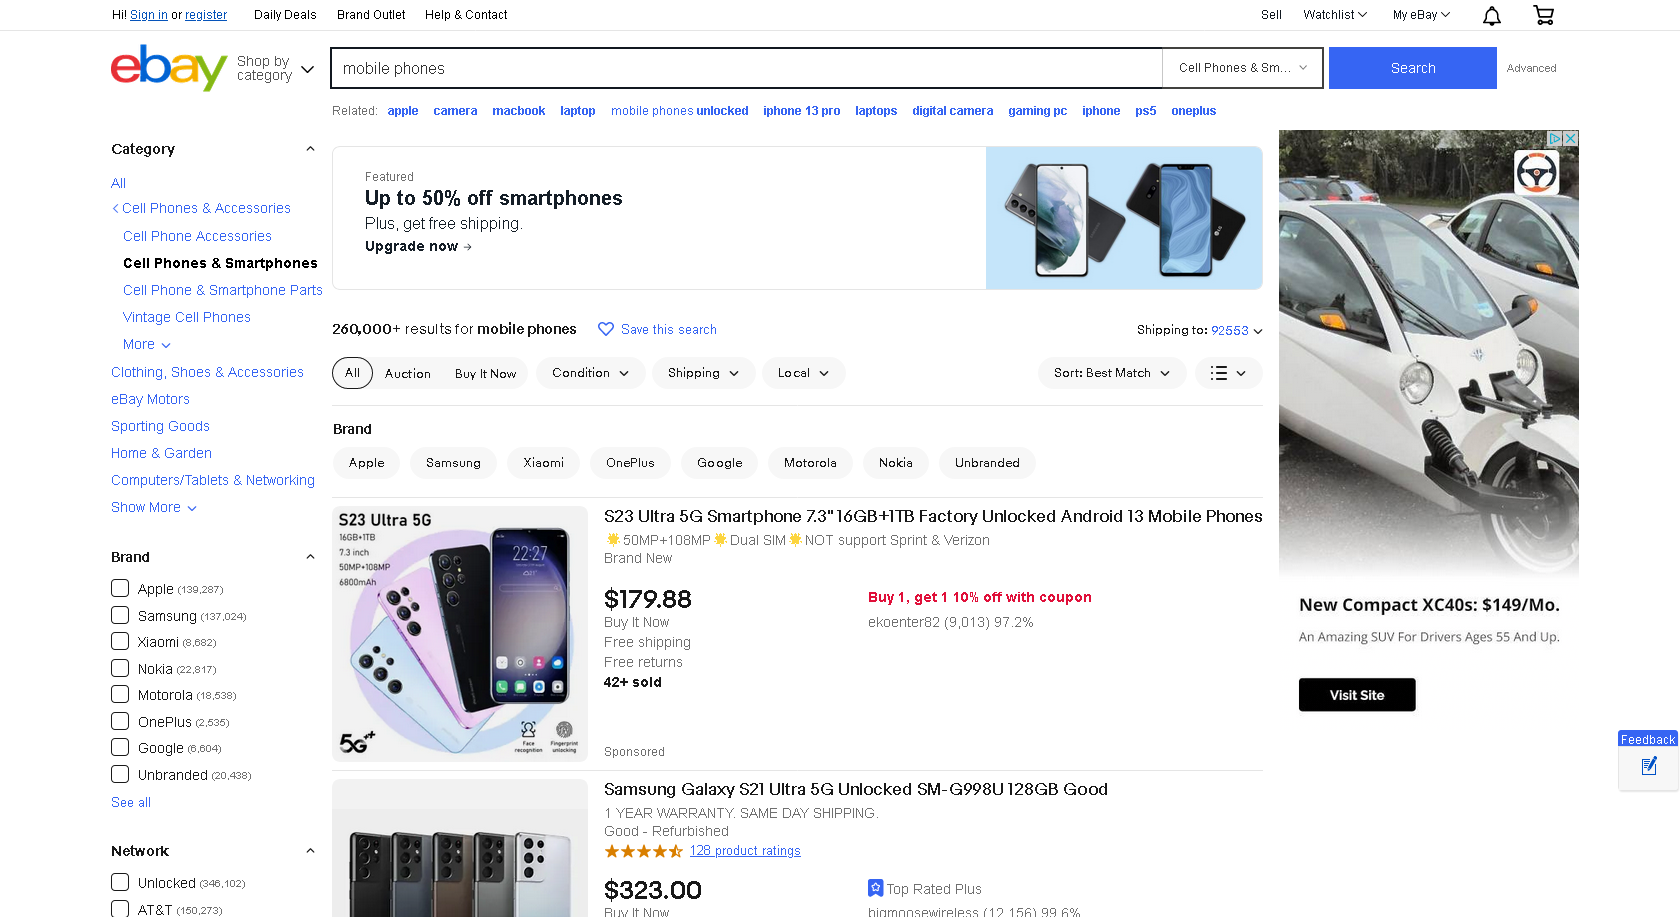 Hi! Sign in or register
Daily Deals
Brand Outlet
Help & Contact
Sell
Watchlist
My eBay
ebay
Shop by
category
mobile phones
Cell Phones & Sm...
Search
Advanced
Related: apple camera macbook laptop mobile phones unlocked iphone 13 pro laptops digital camera gaming pc iphone ps5 oneplus
Category
All
Cell Phones & Accessories
Cell Phone Accessories
Cell Phones & Smartphones
Cell Phone & Smartphone Parts
Vintage Cell Phones
More
Clothing, Shoes & Accessories
eBay Motors
Sporting Goods
Home & Garden
Computers/Tablets & Networking
Show More
Brand
Apple (139,287)
Samsung (137,024)
Xiaomi (8,682)
Nokia (22,817)
Motorola (18,538)
OnePlus (2,535)
Google (6,604)
Unbranded (20,438)
See all
Network
Unlocked (346,102)
AT&T (150,273)
Featured
Up to 50% off smartphones
Plus, get free shipping.
Upgrade now →
260,000+ results for mobile phones
Save this search
Shipping to: 92553
All
Auction
Buy It Now
Condition
Shipping
Local
Sort: Best Match
Brand
Apple
Samsung
Xiaomi
OnePlus
Google
Motorola
Nokia
Unbranded
S23 Ultra 5G
16GB+1TB
7.3 inch
50MP+108MP
6800mAh
22:27
5G++
Face
recognition
Fingerprint
unlocking
S23 Ultra 5G Smartphone 7.3" 16GB+1TB Factory Unlocked Android 13 Mobile Phones
50MP+108MP Dual SIM NOT support Sprint & Verizon
Brand New
$179.88
Buy It Now
Free shipping
Free returns
42+ sold
Buy 1, get 1 10% off with coupon
ekoenter82 (9,013) 97.2%
Sponsored
Samsung Galaxy S21 Ultra 5G Unlocked SM-G998U 128GB Good
1 YEAR WARRANTY. SAME DAY SHIPPING.
Good - Refurbished
128 product ratings
$323.00
Buy It Now
Top Rated Plus
bigmoosewireless (12,156) 99.6%
New Compact XC40s: $149/Mo.
An Amazing SUV For Drivers Ages 55 And Up.
Visit Site
Feedback